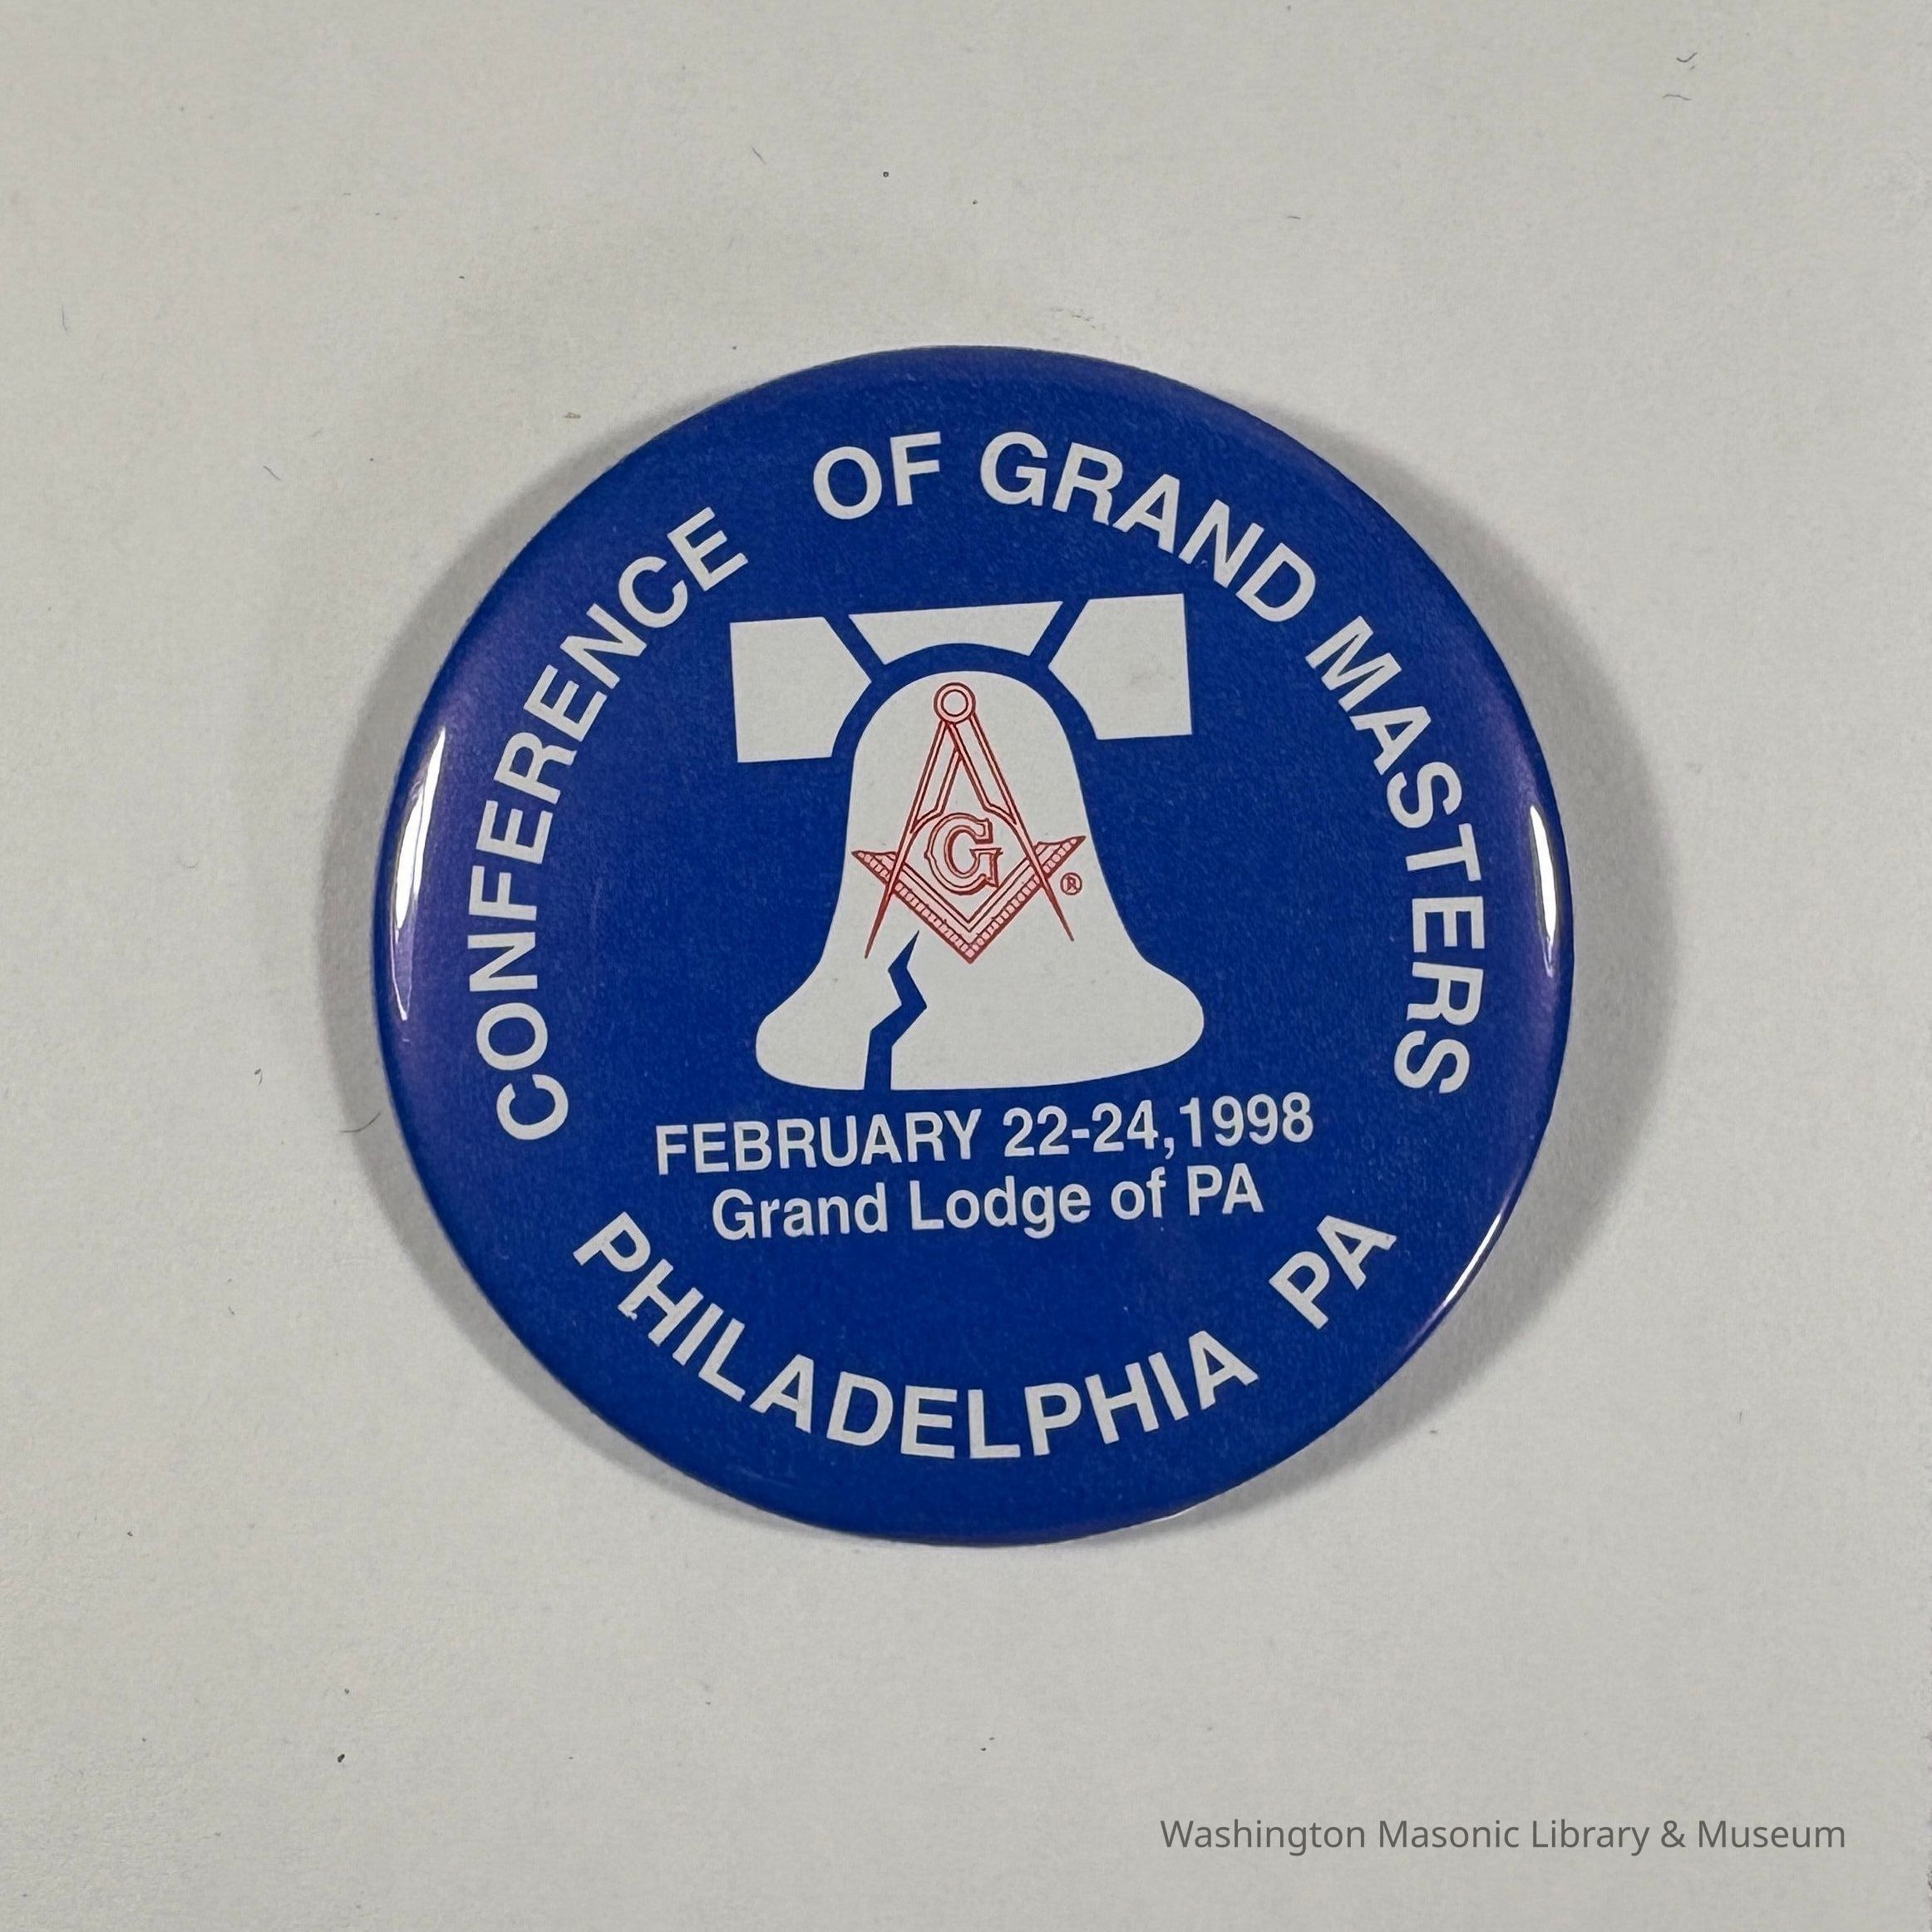 CONFERENCE OF GRAND MASTERS
G
®
FEBRUARY 22-24,1998
Grand Lodge of PA
PHILADELPHIA PA
Washington Masonic Library & Museum